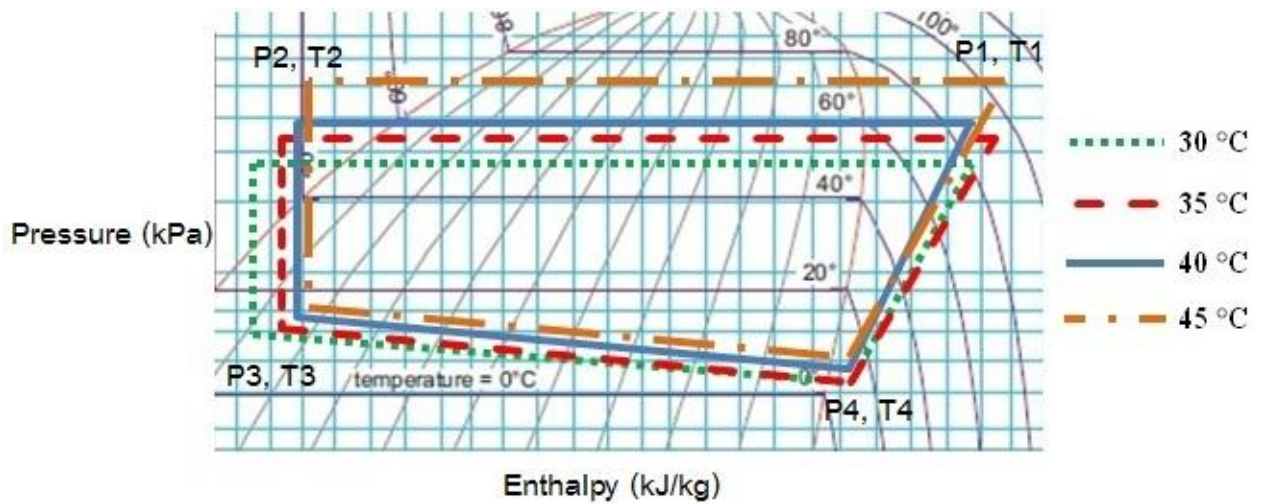 100°
80°
P2, T2
P1, T1
60°
30 °C
40°
35 °C
Pressure (kPa)
40 °C
20°
45 °C
P3, T3
temperature = 0°C
0°
P4, T4
Enthalpy (kJ/kg)